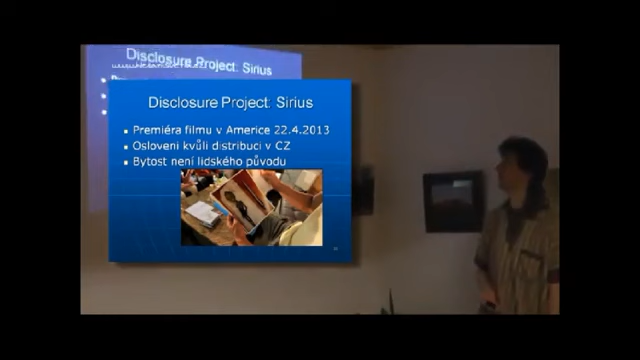 Disclosure Project: Sirius
Disclosure Project: Sirius
Premiéra filmu v Americe 22.4.2013
Osloveni kvůli distribuci v CZ
Bytost není lidského původu